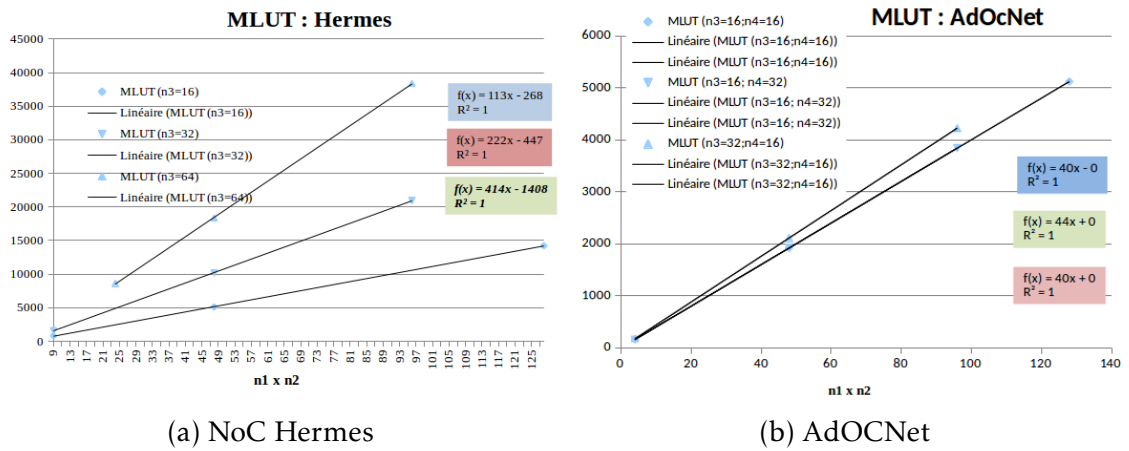 MLUT : Hermes
45000
40000
35000
30000
25000
20000
15000
10000
5000
0
MLUT (n3=16)
Linéaire (MLUT (n3=16))
MLUT (n3=32)
Linéaire (MLUT (n3=32))
MLUT (n3=64)
Linéaire (MLUT (n3=64))
f(x) = 113x - 268
R² = 1
f(x) = 222x - 447
R² = 1
f(x) = 414x - 1408
R² = 1
9 13 17 21 25 29 33 37 41 45 49 53 57 61 65 69 73 77 81 85 89 93 97 101 105 109 113 117 121 125
n1 x n2
(a) NoC Hermes
MLUT : AdOcNet
6000
5000
4000
3000
2000
1000
0
MLUT (n3=16;n4=16)
Linéaire (MLUT (n3=16;n4=16))
Linéaire (MLUT (n3=16;n4=16))
MLUT (n3=16; n4=32)
Linéaire (MLUT (n3=16; n4=32))
Linéaire (MLUT (n3=16; n4=32))
MLUT (n3=32;n4=16)
Linéaire (MLUT (n3=32;n4=16))
Linéaire (MLUT (n3=32;n4=16))
f(x) = 40x - 0
R² = 1
f(x) = 44x + 0
R² = 1
f(x) = 40x + 0
R² = 1
0 20 40 60 80 100 120 140
n1 x n2
(b) AdOCNet